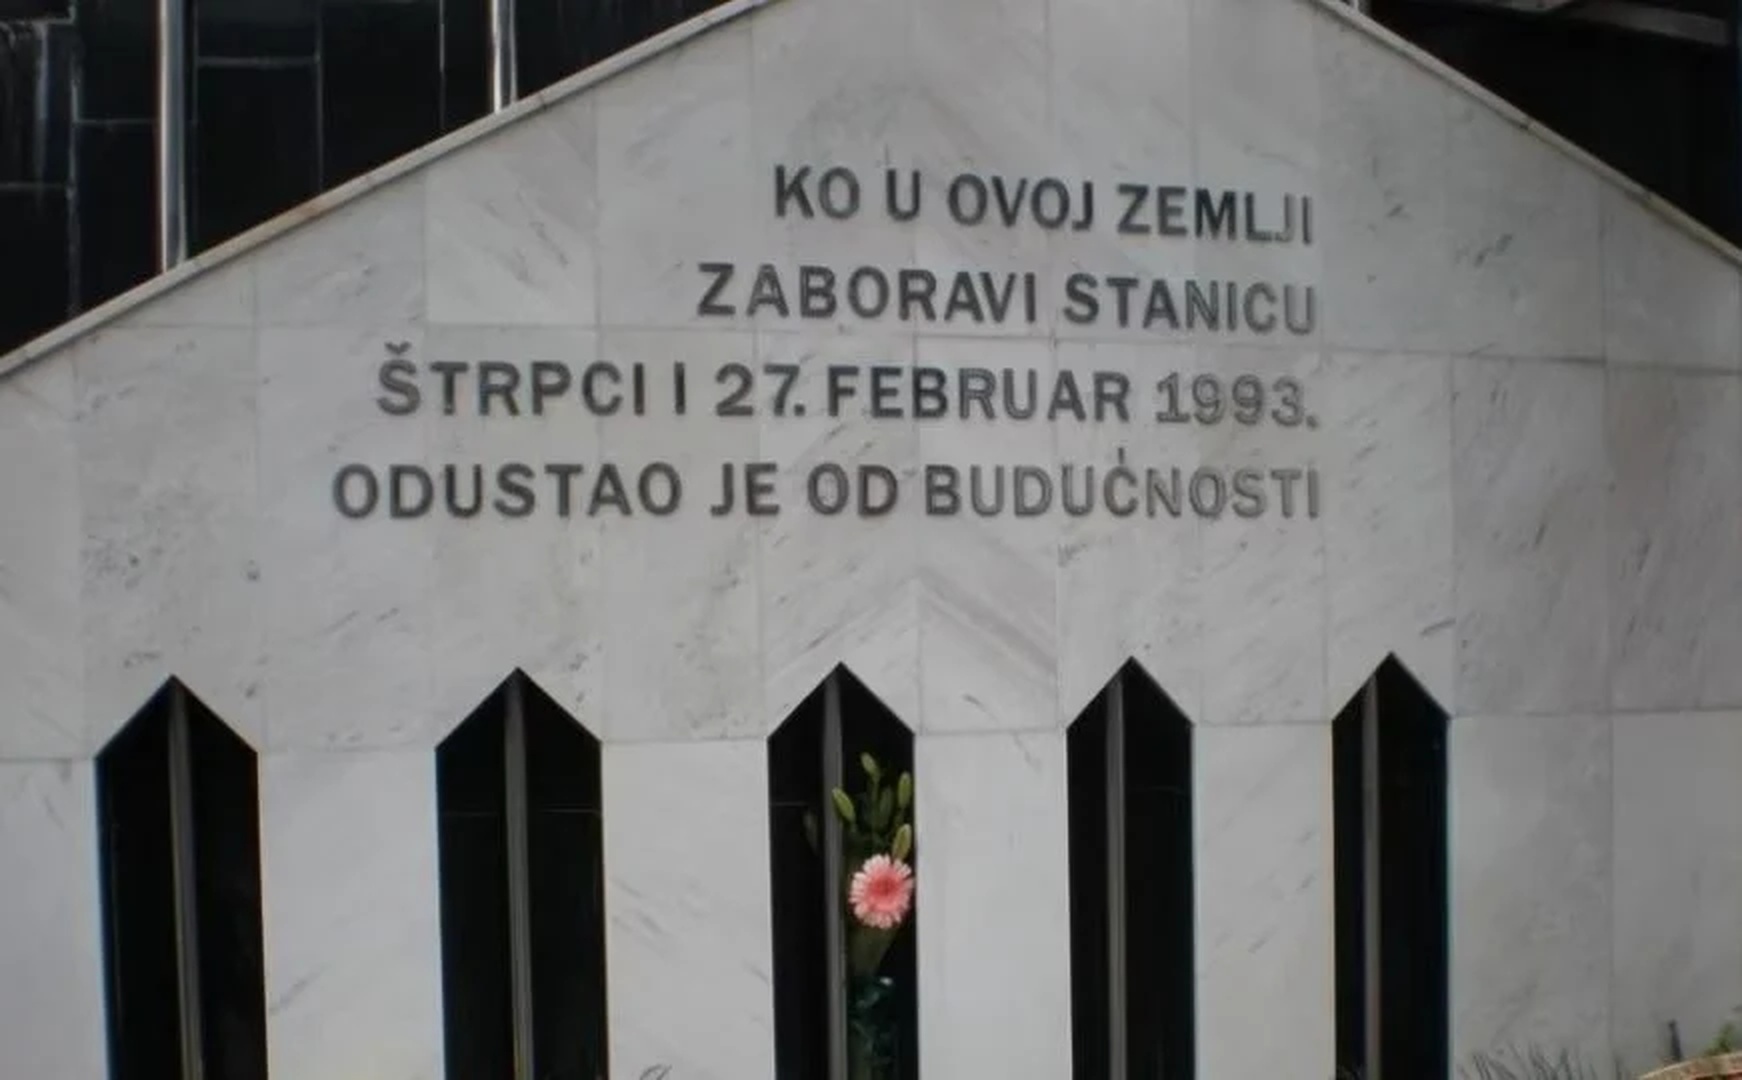 KO U OVOJ ZEMLJI
ZABORAVI STANICU
ŠTRPCI I 27. FEBRUAR 1993.
ODUSTAO JE OD BUDUĆNOSTI